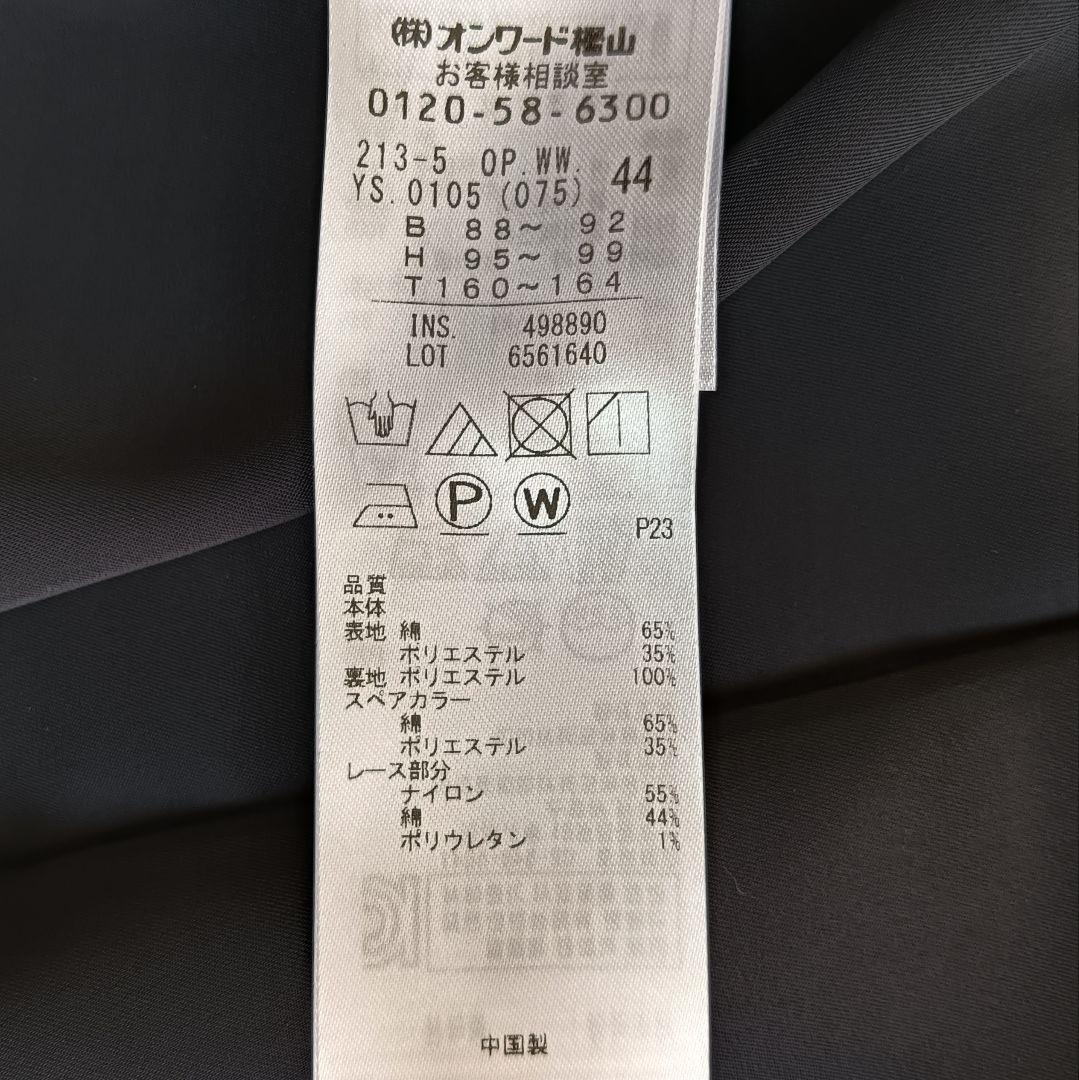 (株)オンワード樫山
お客様相談室
0120-58-6300
213-5 OP.WW. 44
YS.0105(075)
B 88～ 92
H 95～ 99
T160～164
INS. 498890
LOT 6561640
P
W
P23
品質
本体
表地 綿 65%
ポリエステル 35%
裏地 ポリエステル 100%
スペアカラー
綿 65%
ポリエステル 35%
レース部分
ナイロン 55%
綿 44%
ポリウレタン 1%
中国製